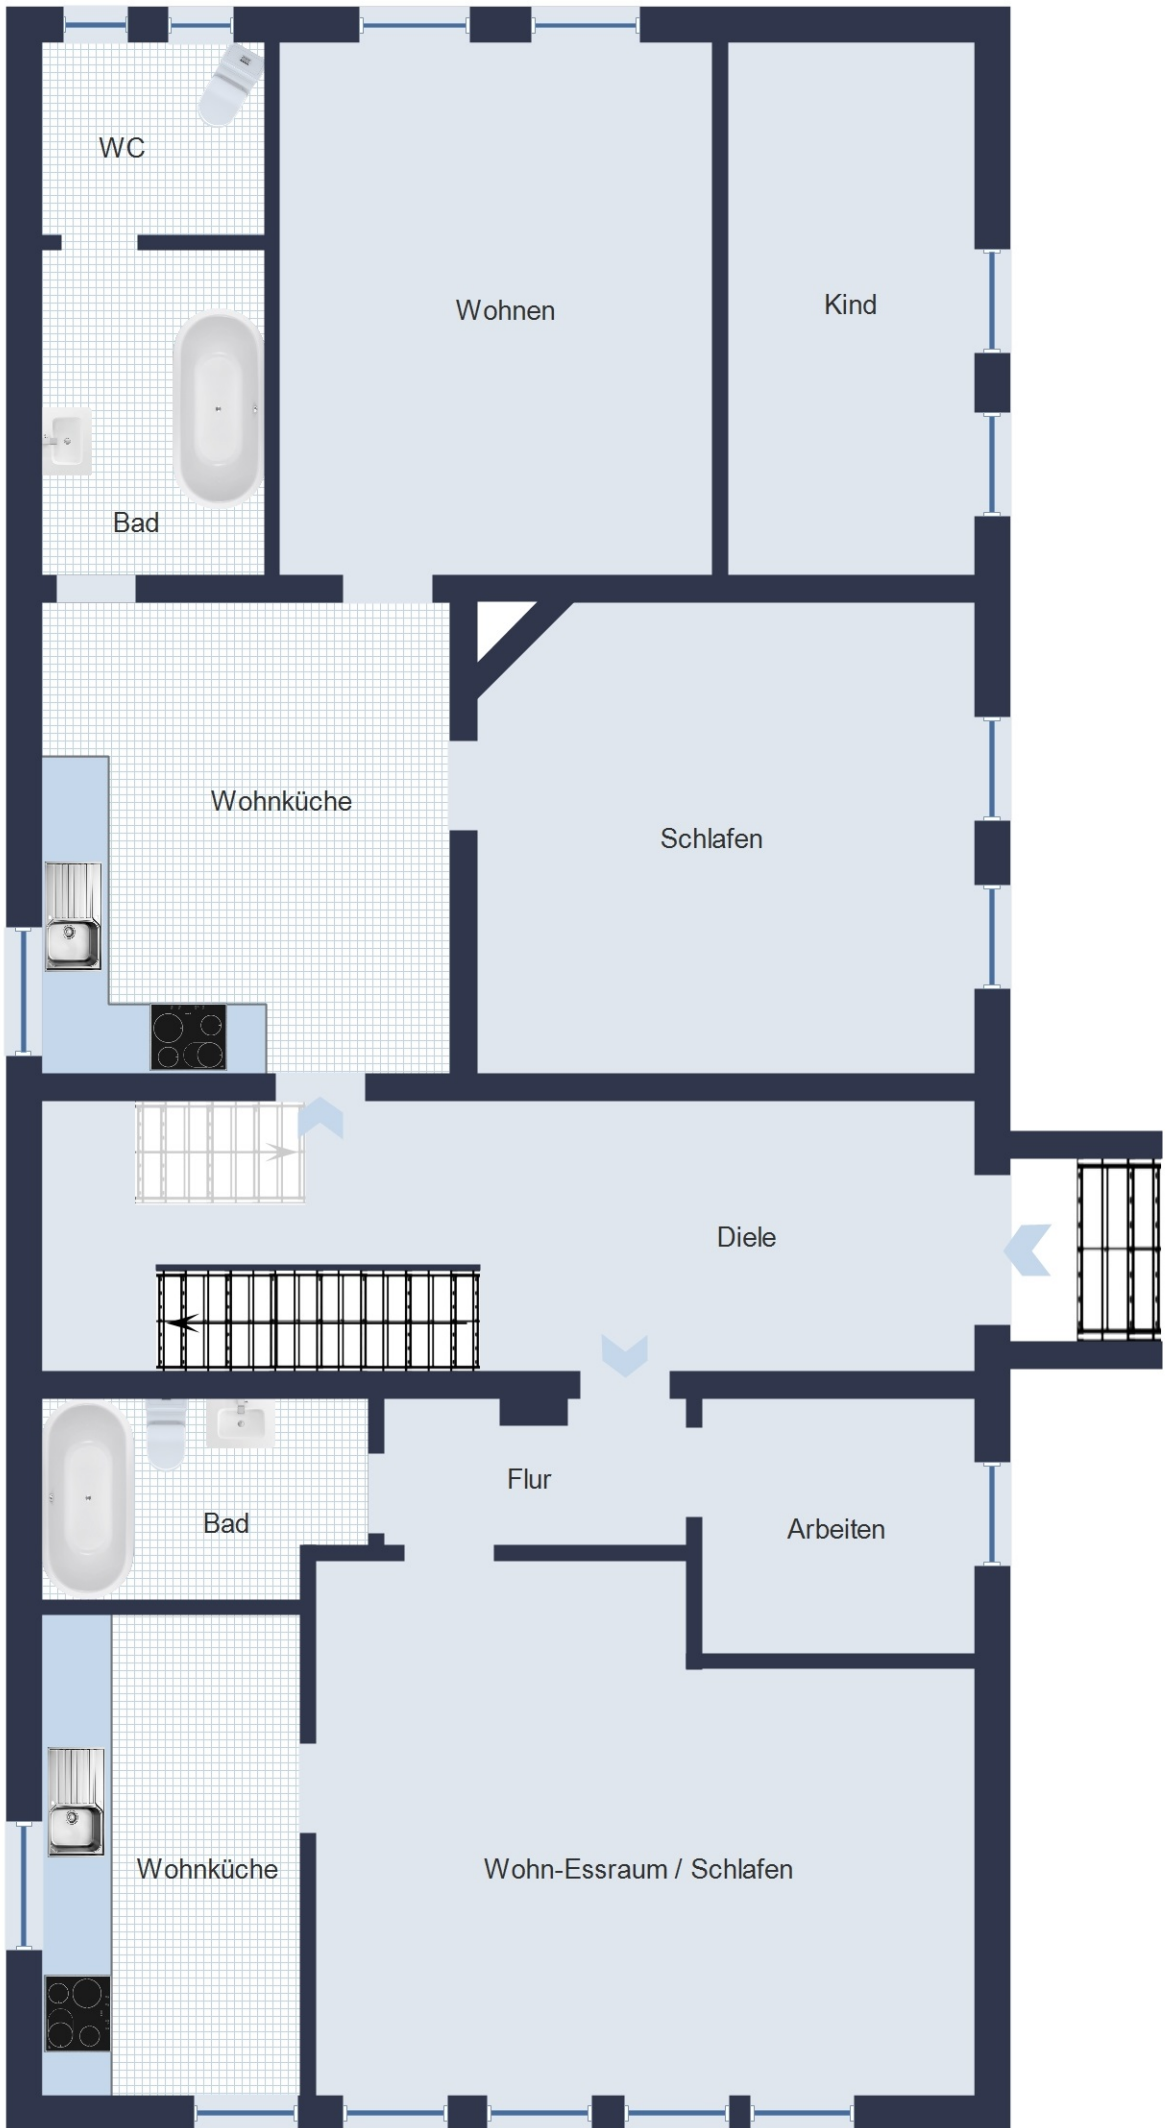 WC
Wohnen
Kind
Bad
Wohnküche
Schlafen
Diele
Flur
Bad
Arbeiten
Wohnküche
Wohn-Essraum / Schlafen